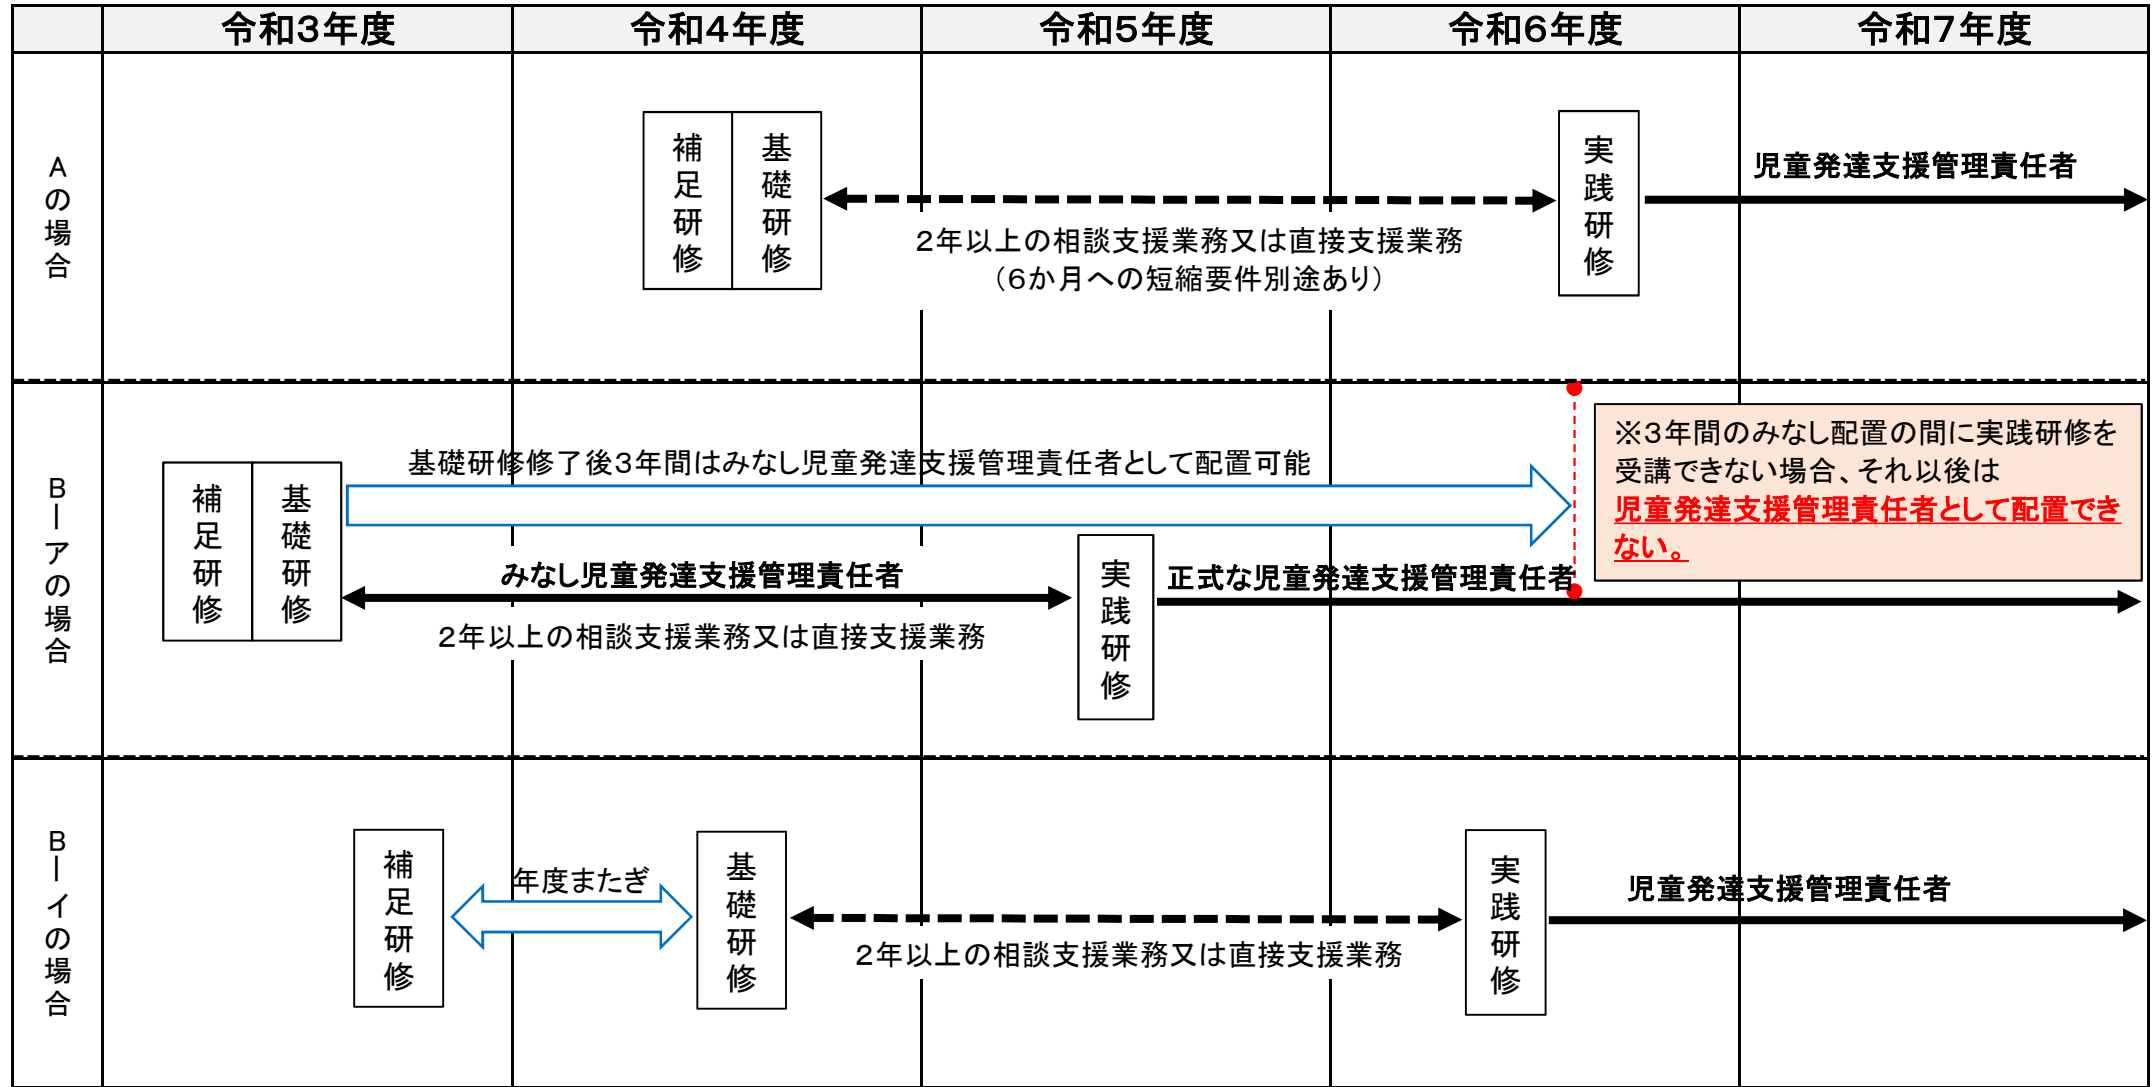 令和3年度
令和4年度
令和5年度
令和6年度
令和7年度
Aの場合
補足研修
基礎研修
2年以上の相談支援業務又は直接支援業務
(6か月への短縮要件別途あり)
実践研修
児童発達支援管理責任者
B―アの場合
補足研修
基礎研修
基礎研修修了後3年間はみなし児童発達支援管理責任者として配置可能
みなし児童発達支援管理責任者
2年以上の相談支援業務又は直接支援業務
実践研修
正式な児童発達支援管理責任者
※3年間のみなし配置の間に実践研修を
受講できない場合、それ以後は
児童発達支援管理責任者として配置でき
ない。
B―イの場合
補足研修
年度またぎ
基礎研修
2年以上の相談支援業務又は直接支援業務
実践研修
児童発達支援管理責任者